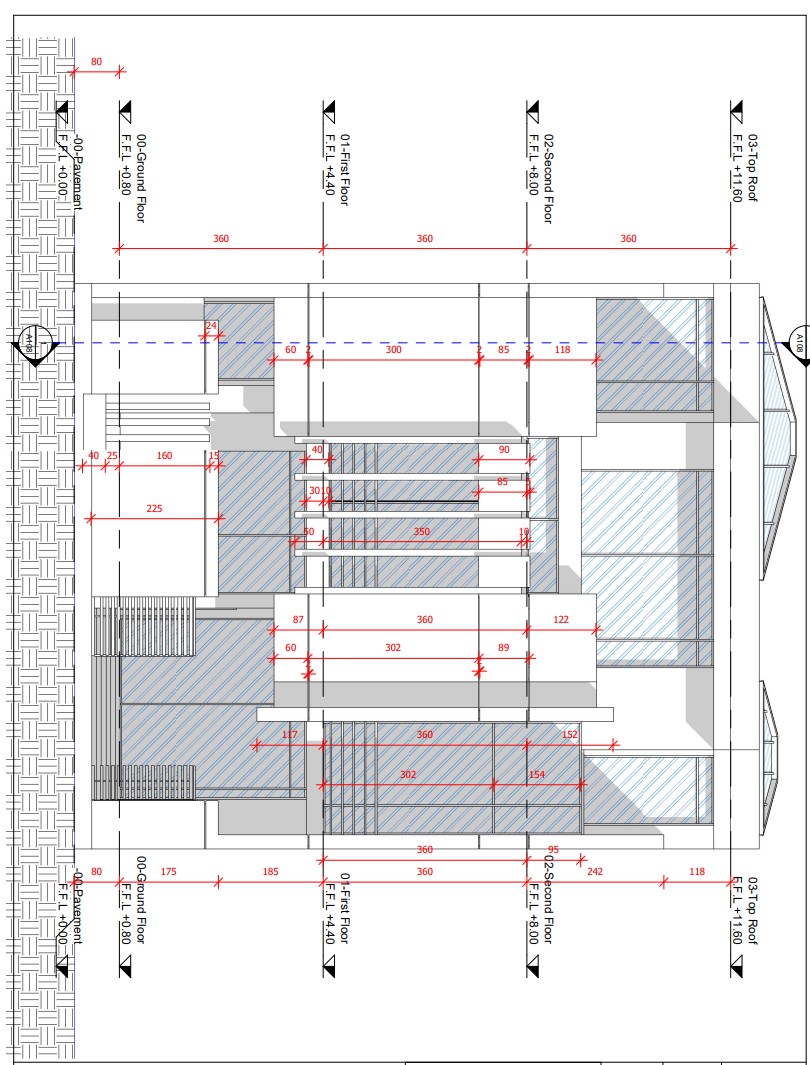 A108
03-Top Roof
F.F.L +11.60
03-Top Roof
F.F.L +11.60
118
360
242
118
122
152
02-Second Floor
F.F.L +8.00
95
02-Second Floor
F.F.L +8.00
154
10
85
90
85
89
2
360
300
350
360
302
360
302
360
360
01-First Floor
F.F.L +4.40
01-First Floor
F.F.L +4.40
40
30
10
50
2
60
87
60
117
185
360
24
15
160
225
175
00-Ground Floor
F.F.L +0.80
00-Ground Floor
F.F.L +0.80
25
80
40
80
-00-Pavement
F.F.L +0.00
-00-Pavement
F.F.L +0.00
A108